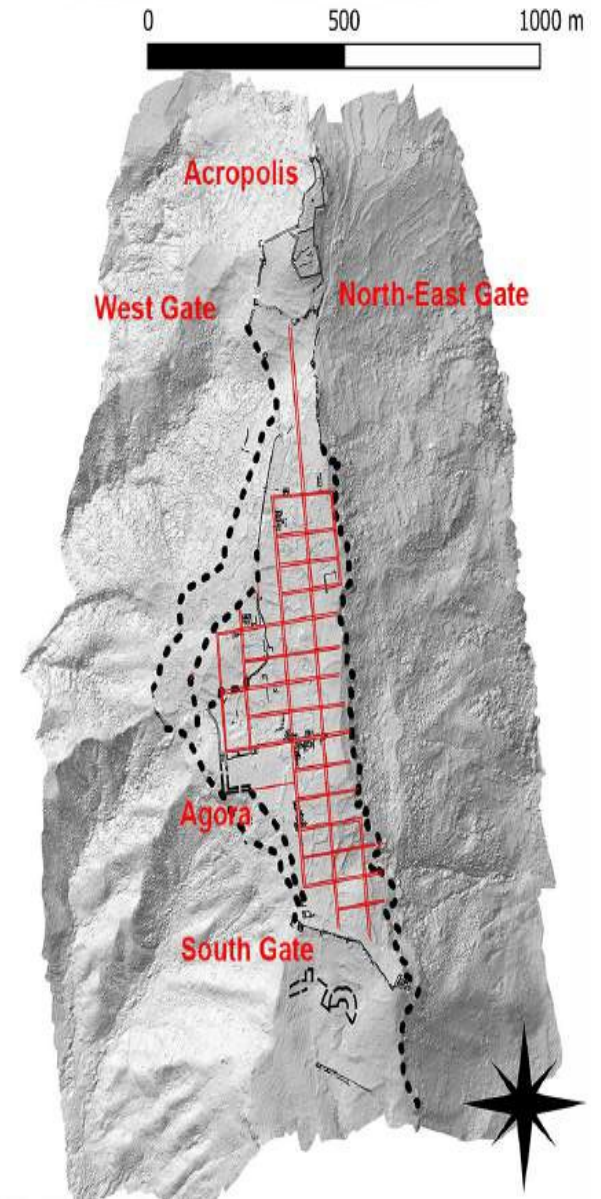 0 500 1000 m
Acropolis
North-East Gate
West Gate
Agora
South Gate